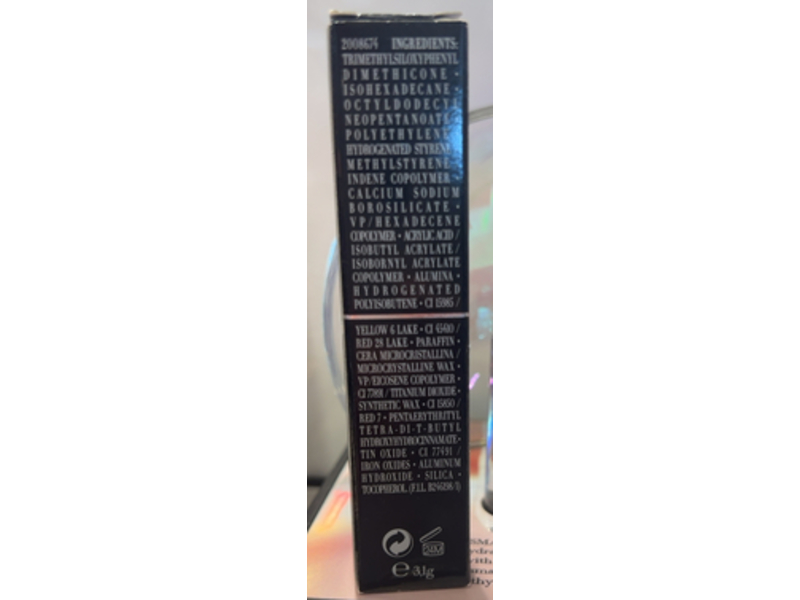 2008674 INGREDIENTS:
TRIMETHYLSILOXYPHENYL
DIMETHICONE •
ISOHEXADECANE
OCTYLDODECYL
NEOPENTANOATE
POLYETHYLENE
HYDROGENATED STYRENE/
METHYLSTYRENE/
INDENE COPOLYMER
CALCIUM SODIUM
BOROSILICATE •
VP/HEXADECENE
COPOLYMER • ACRYLIC ACID /
ISOBUTYL ACRYLATE /
ISOBORNYL ACRYLATE
COPOLYMER • ALUMINA •
HYDROGENATED
POLYISOBUTENE • CI 15985 /
YELLOW 6 LAKE • CI 45410 /
RED 28 LAKE • PARAFFIN •
CERA MICROCRISTALLINA /
MICROCRYSTALLINE WAX •
VP/EICOSENE COPOLYMER •
CI 77891 / TITANIUM DIOXIDE •
SYNTHETIC WAX • CI 15850 /
RED 7 • PENTAERYTHRITYL
TETRA-DI-T-BUTYL
HYDROXYHYDROCINNAMATE •
TIN OXIDE • CI 77491 /
IRON OXIDES • ALUMINUM
HYDROXIDE • SILICA •
TOCOPHEROL (F.I.L.
e 3,1g